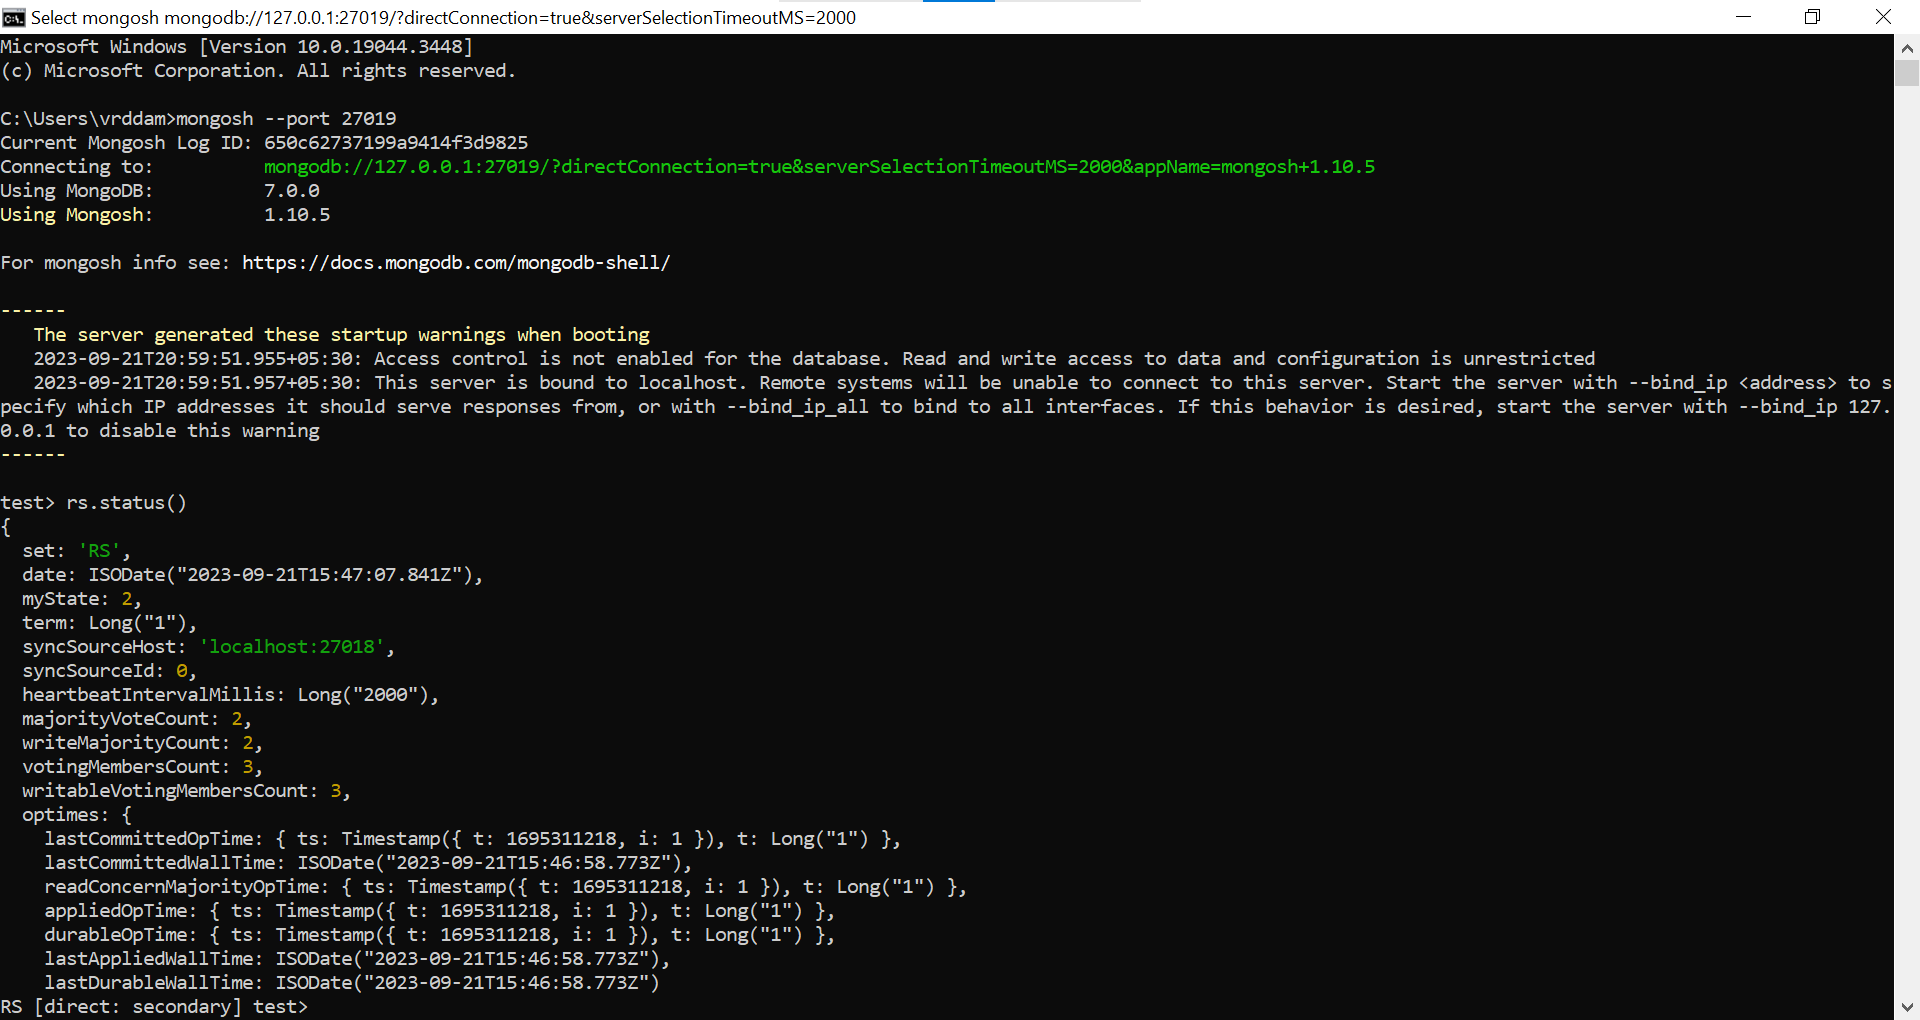 Select mongosh mongodb://127.0.0.1:27019/?directConnection=true&serverSelectionTimeoutMS=2000
Microsoft Windows [Version 10.0.19044.3448]
(c) Microsoft Corporation. All rights reserved.
C:\Users\vrddam>mongosh --port 27019
Current Mongosh Log ID: 650c62737199a9414f3d9825
Connecting to:          mongodb://127.0.0.1:27019/?directConnection=true&serverSelectionTimeoutMS=2000&appName=mongosh+1.10.5
Using MongoDB:          7.0.0
Using Mongosh:          1.10.5
For mongosh info see: https://docs.mongodb.com/mongodb-shell/
------
   The server generated these startup warnings when booting
   2023-09-21T20:59:51.955+05:30: Access control is not enabled for the database. Read and write access to data and configuration is unrestricted
   2023-09-21T20:59:51.957+05:30: This server is bound to localhost. Remote systems will be unable to connect to this server. Start the server with --bind_ip <address> to s
pecify which IP addresses it should serve responses from, or with --bind_ip_all to bind to all interfaces. If this behavior is desired, start the server with --bind_ip 127.
0.0.1 to disable this warning
------
test> rs.status()
{
  set: 'RS',
  date: ISODate("2023-09-21T15:47:07.841Z"),
  myState: 2,
  term: Long("1"),
  syncSourceHost: 'localhost:27018',
  syncSourceId: 0,
  heartbeatIntervalMillis: Long("2000"),
  majorityVoteCount: 2,
  writeMajorityCount: 2,
  votingMembersCount: 3,
  writableVotingMembersCount: 3,
  optimes: {
    lastCommittedOpTime: { ts: Timestamp({ t: 1695311218, i: 1 }), t: Long("1") },
    lastCommittedWallTime: ISODate("2023-09-21T15:46:58.773Z"),
    readConcernMajorityOpTime: { ts: Timestamp({ t: 1695311218, i: 1 }), t: Long("1") },
    appliedOpTime: { ts: Timestamp({ t: 1695311218, i: 1 }), t: Long("1") },
    durableOpTime: { ts: Timestamp({ t: 1695311218, i: 1 }), t: Long("1") },
    lastAppliedWallTime: ISODate("2023-09-21T15:46:58.773Z"),
    lastDurableWallTime: ISODate("2023-09-21T15:46:58.773Z")
RS [direct: secondary] test>